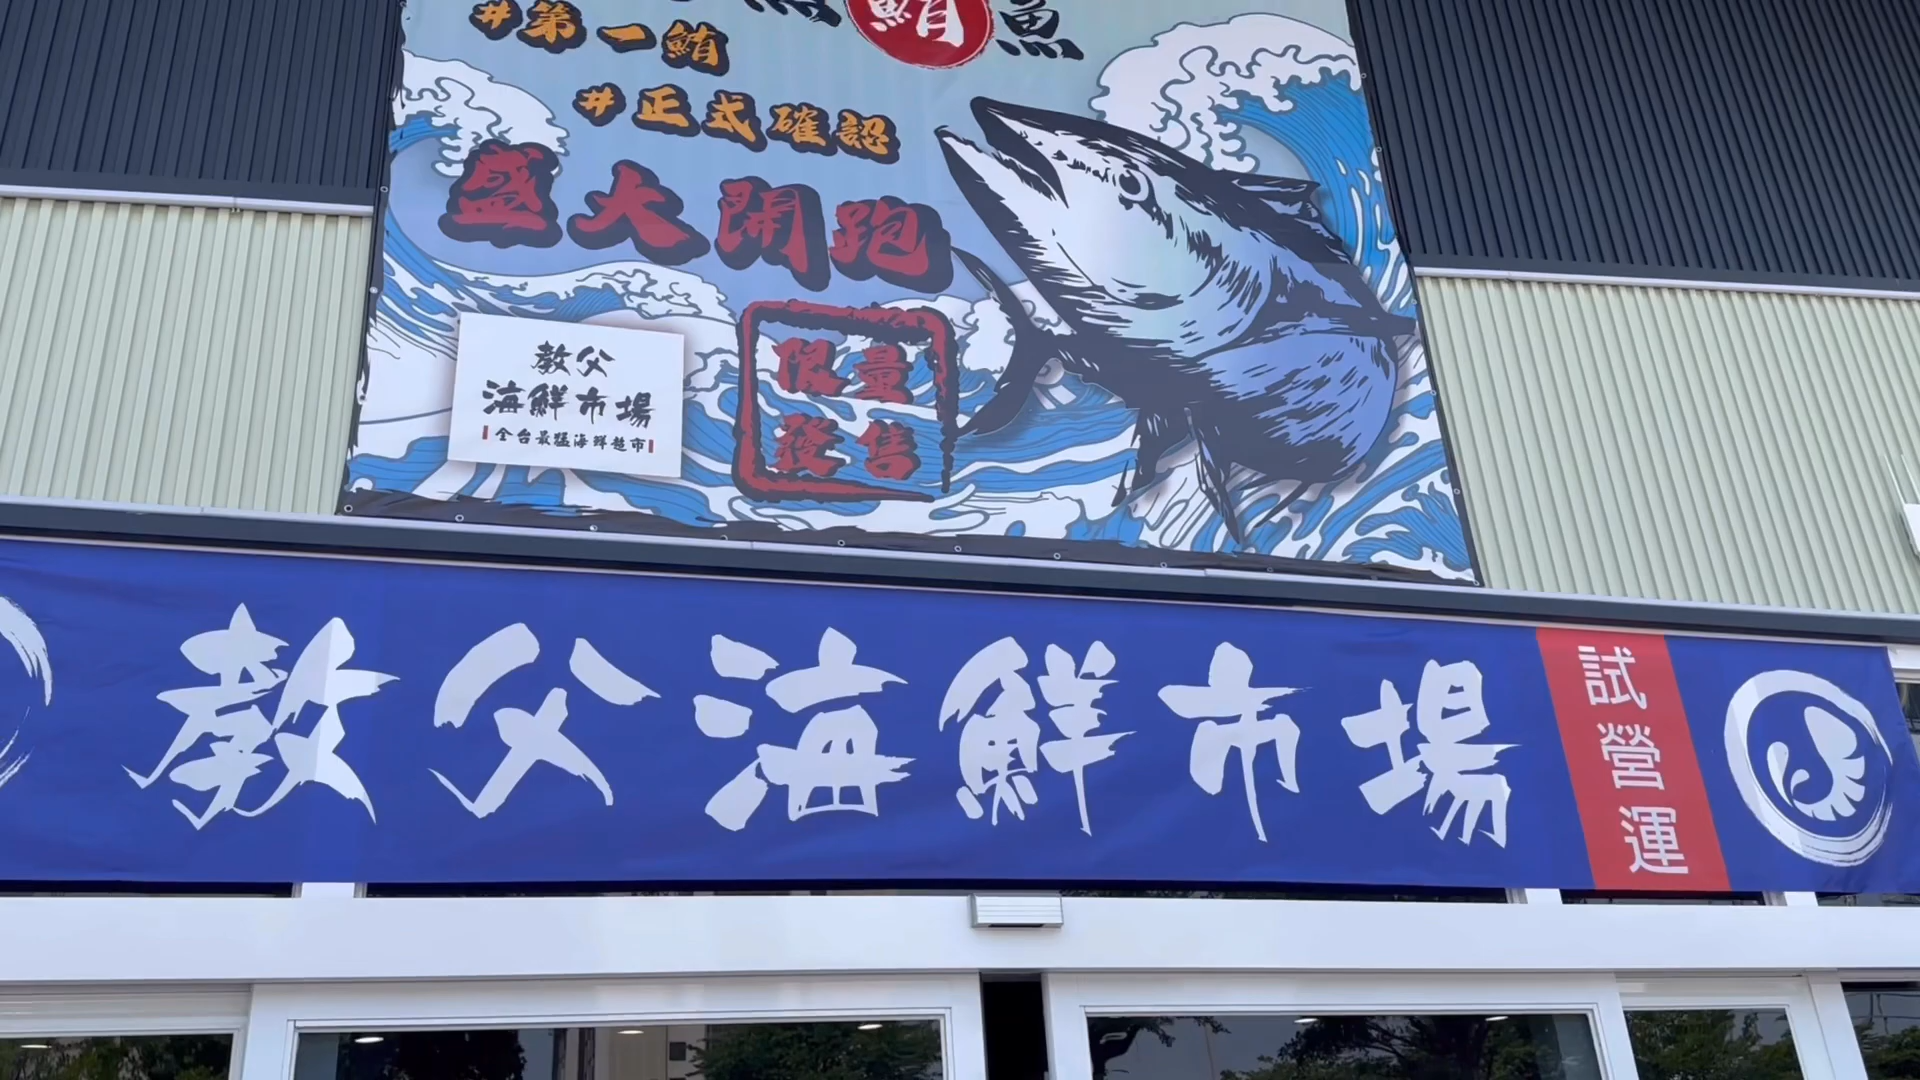 鮪魚
#第一鮪
#正式確認
盛大開跑
限量
發售
教父
海鮮市場
全台最猛海鮮超市
教父海鮮市場
試營運